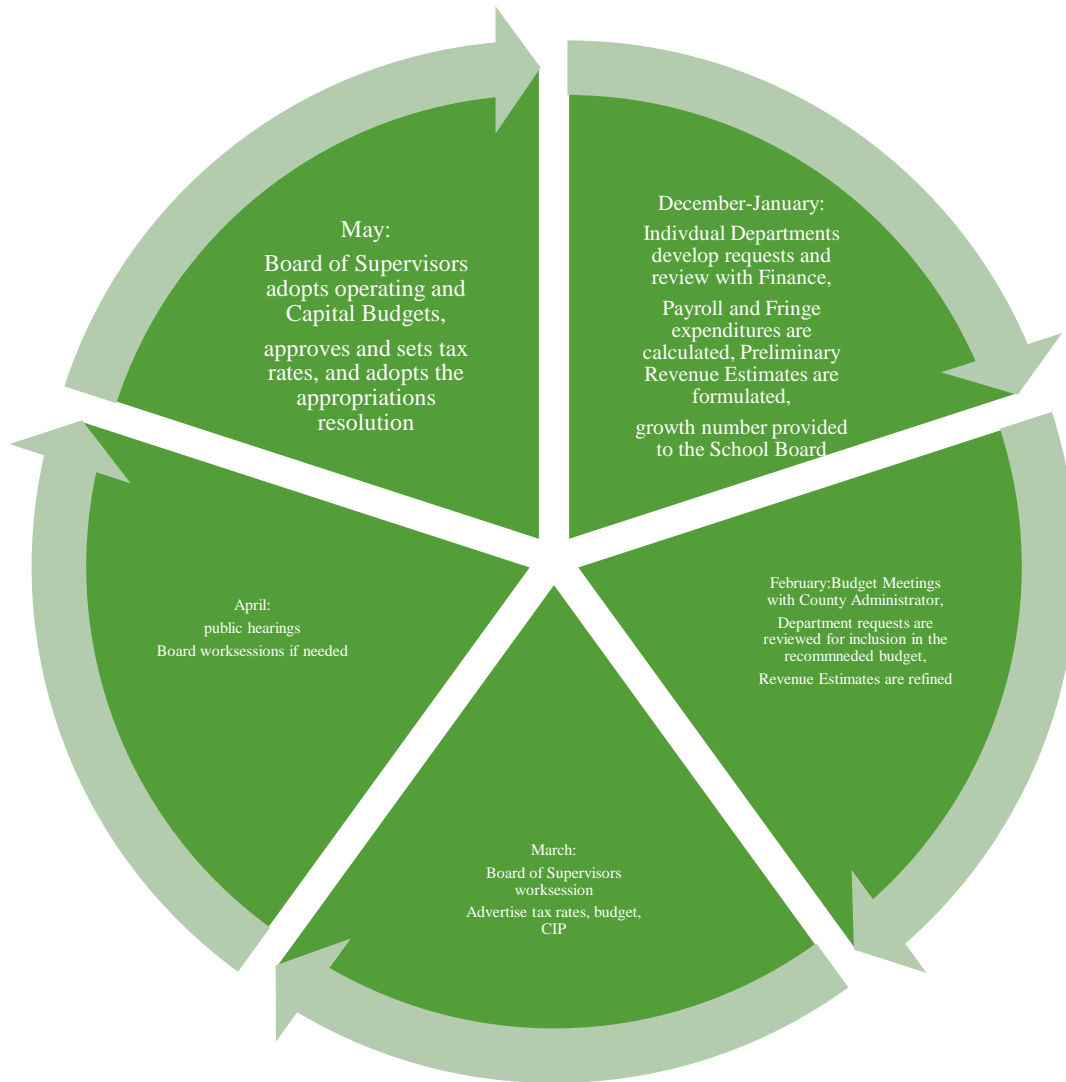 December-January:
Indivdual Departments
develop requests and
review with Finance,
Payroll and Fringe
expenditures are
calculated, Preliminary
Revenue Estimates are
formulated,
growth number provided
to the School Board
February:Budget Meetings
with County Administrator,
Department requests are
reviewed for inclusion in the
recommneded budget,
Revenue Estimates are refined
March:
Board of Supervisors
worksession
Advertise tax rates, budget,
CIP
April:
public hearings
Board worksessions if needed
May:
Board of Supervisors
adopts operating and
Capital Budgets,
approves and sets tax
rates, and adopts the
appropriations
resolution